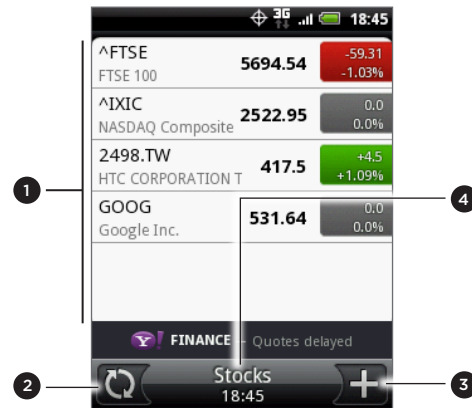 3G 18:45
^FTSE 5694.54 -59.31
FTSE 100 -1.03%
^IXIC 2522.95 0.0
NASDAQ Composite 0.0%
2498.TW 417.5 +4.5
HTC CORPORATION T +1.09%
GOOG 531.64 0.0
Google Inc. 0.0%
Y! FINANCE - Quotes delayed
Stocks
18:45
1
2
3
4